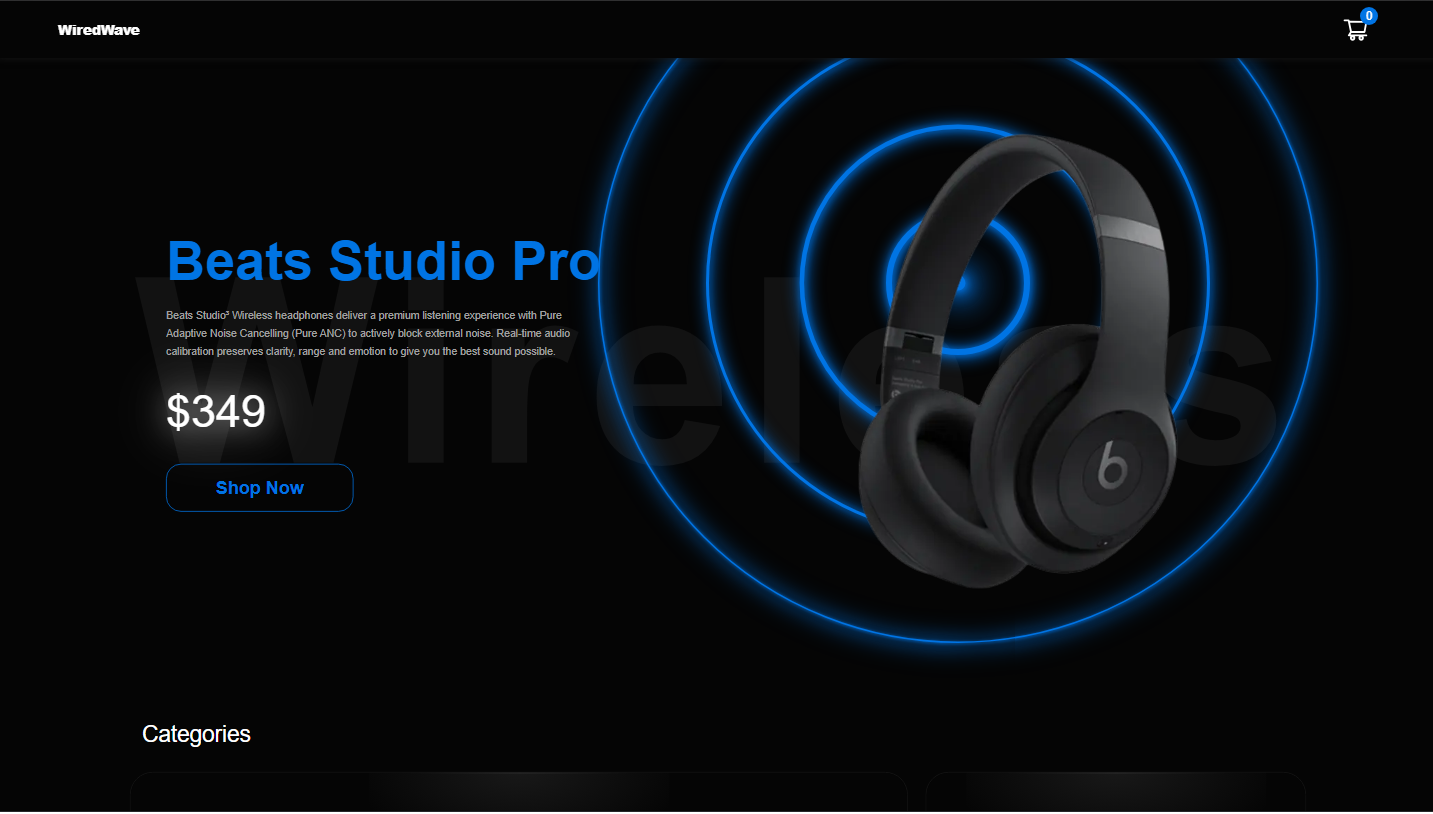 WiredWave
0
Beats Studio Pro
Wireless
Beats Studio³ Wireless headphones deliver a premium listening experience with Pure
Adaptive Noise Cancelling (Pure ANC) to actively block external noise. Real-time audio
calibration preserves clarity, range and emotion to give you the best sound possible.
$349
Shop Now
b
Categories